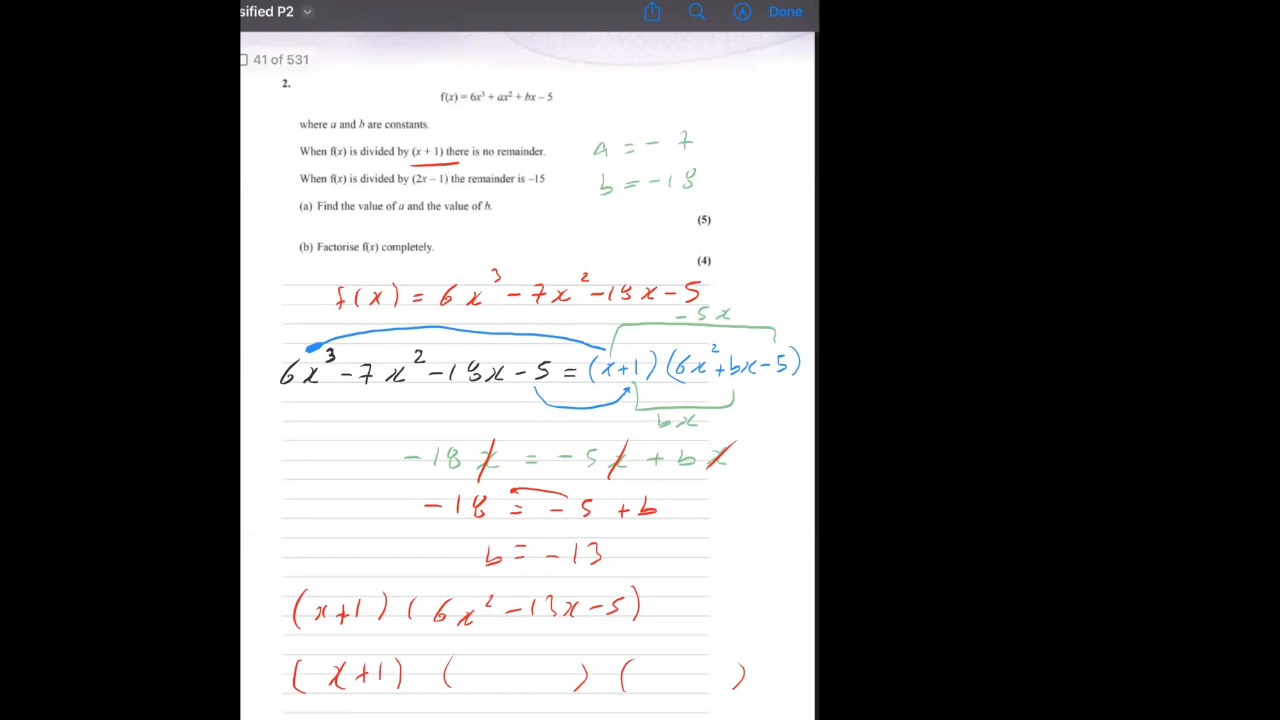 sified P2
Done
41 of 531
2.
f(x) = 6x³ + ax² + bx – 5
where a and b are constants.
When f(x) is divided by (x + 1) there is no remainder.
a = - 7
When f(x) is divided by (2x – 1) the remainder is –15
b = -18
(a) Find the value of a and the value of b.
(5)
(b) Factorise f(x) completely.
(4)
f(x) = 6x³ - 7x² - 18x - 5
- 5x
6x³ - 7x² - 18x - 5 = (x+1) (6x² + bx - 5)
bx
- 18x = - 5x + bx
- 18 = - 5 + b
b = - 13
(x+1) (6x² - 13x - 5)
(x+1) ( ) ( )